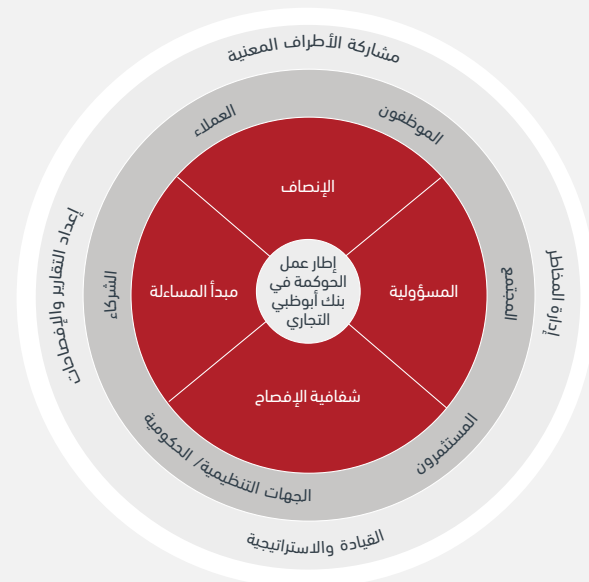 مشاركة الأطراف المعنية
العملاء
الموظفون
الإنصاف
إعداد التقارير والإفصاحات
الشركاء
مبدأ المساءلة
إطار عمل
الحوكمة في
بنك أبوظبي
التجاري
المسؤولية
المجتمع
إدارة المخاطر
شفافية الإفصاح
المستثمرون
الجهات التنظيمية/ الحكومية
القيادة والاستراتيجية